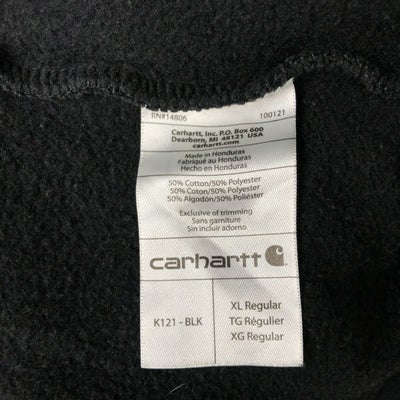 RN#14806 100121
Carhartt, Inc. P.O. Box 600
Dearborn, MI 48121 USA
carhartt.com
Made in Honduras
Fabriqué au Honduras
Hecho en Honduras
50% Cotton/50% Polyester
50% Coton/50% Polyester
50% Algodón/50% Poliester
Exclusive of trimming
Sans garniture
Sin incluir adorno
carhartt
K121 - BLK
XL Regular
TG Régulier
XG Regular